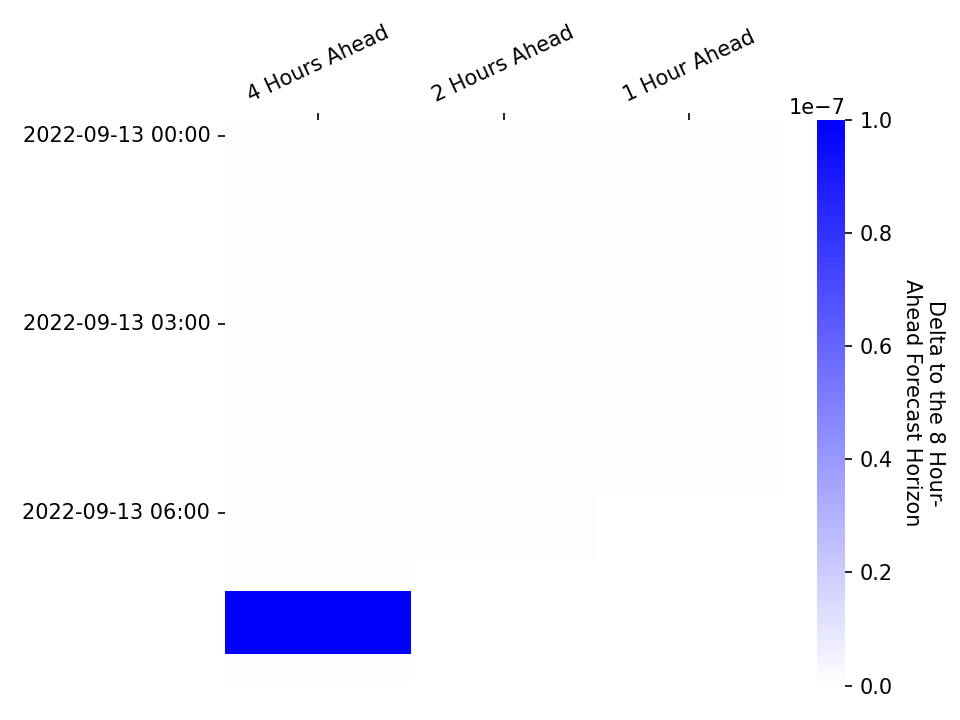 4 Hours Ahead
2 Hours Ahead
1 Hour Ahead
1e−7
2022-09-13 00:00
2022-09-13 03:00
2022-09-13 06:00
1.0
0.8
0.6
0.4
0.2
0.0
Delta to the 8 Hour-
Ahead Forecast Horizon